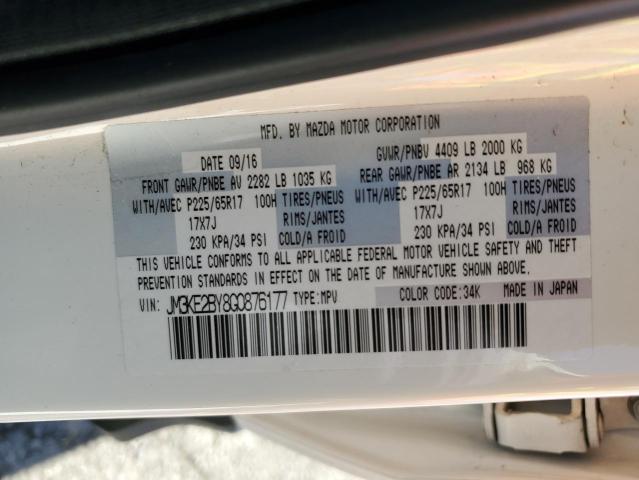 MFD. BY MAZDA MOTOR CORPORATION
DATE 09/16 GVWR/PNBV 4409 LB 2000 KG
FRONT GAWR/PNBE AV 2282 LB 1035 KG REAR GAWR/PNBE AR 2134 LB 968 KG
WITH/AVEC P225/65R17 100H TIRES/PNEUS WITH/AVEC P225/65R17 100H TIRES/PNEUS
17X7J RIMS/JANTES 17X7J RIMS/JANTES
230 KPA/34 PSI COLD/A FROID 230 KPA/34 PSI COLD/A FROID
THIS VEHICLE CONFORMS TO ALL APPLICABLE FEDERAL MOTOR VEHICLE SAFETY AND THEFT
PREVENTION STANDARDS IN EFFECT ON THE DATE OF MANUFACTURE SHOWN ABOVE.
VIN: JM3KE2BY8G0876177 TYPE: MPV COLOR CODE: 34K MADE IN JAPAN